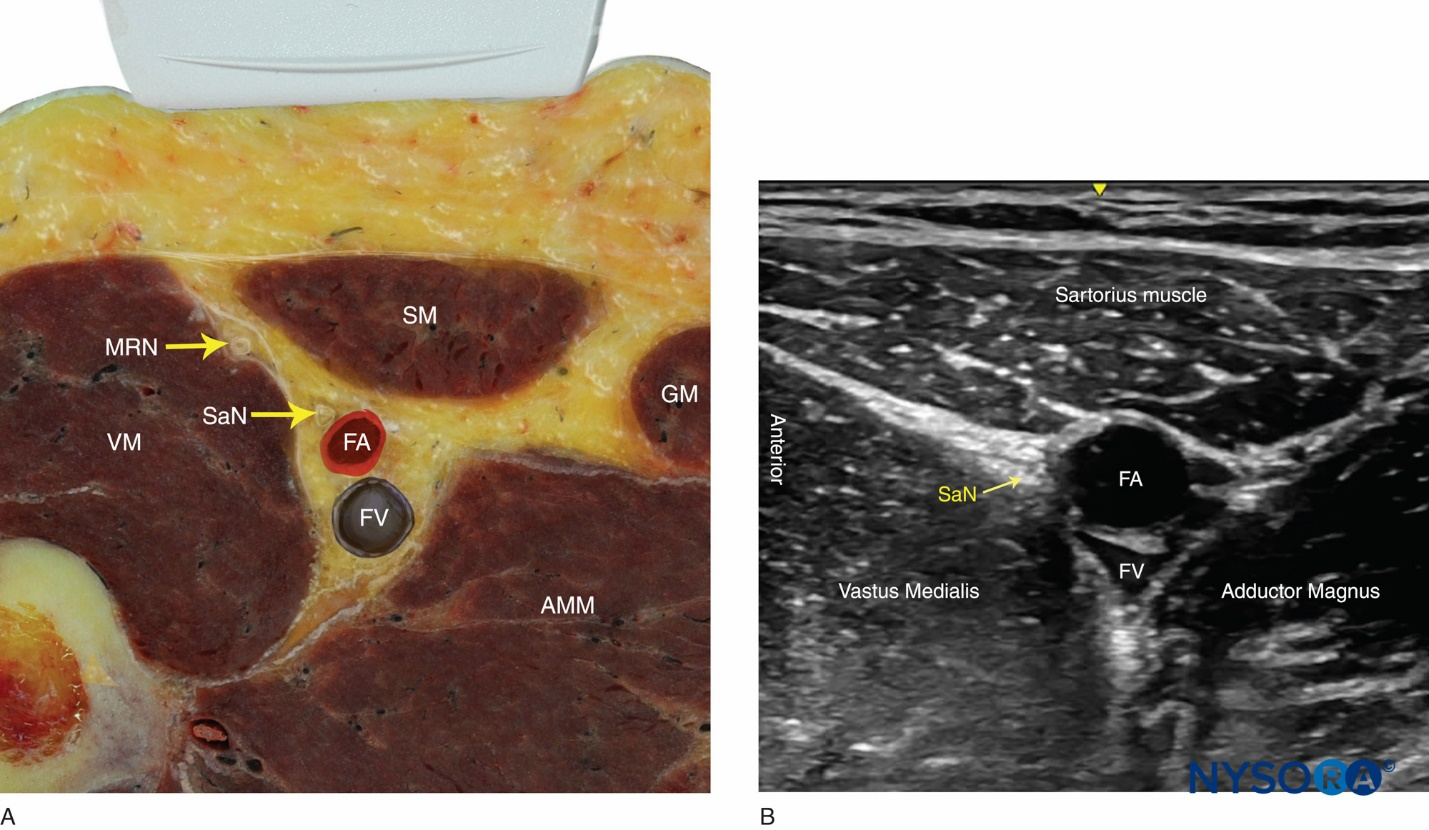 SM
MRN
GM
SaN
FA
VM
FV
AMM
A
Sartorius muscle
Anterior
FA
SaN
FV
Vastus Medialis
Adductor Magnus
NYSORA©
B